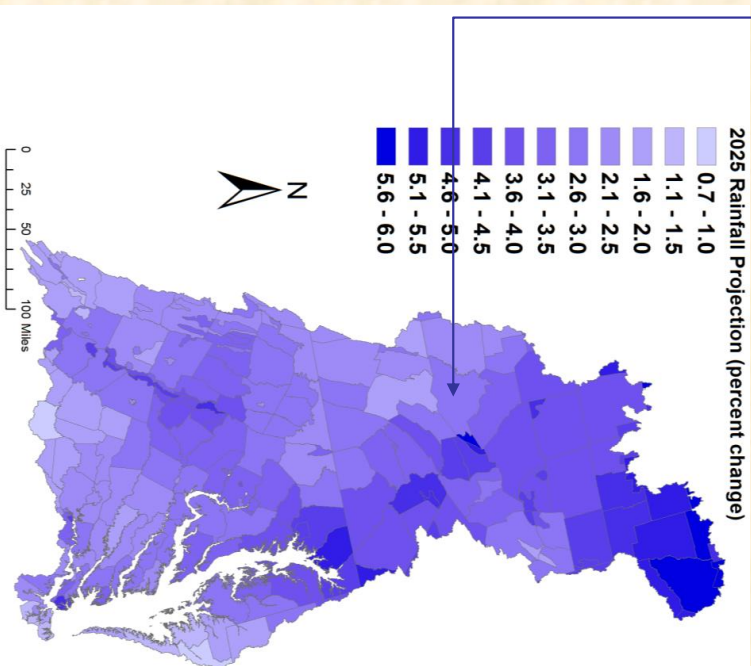 2025 Rainfall Projection (percent change)
0.7 - 1.0
1.1 - 1.5
1.6 - 2.0
2.1 - 2.5
2.6 - 3.0
3.1 - 3.5
3.6 - 4.0
4.1 - 4.5
4.6 - 5.0
5.1 - 5.5
5.6 - 6.0
N
0 25 50 100 Miles